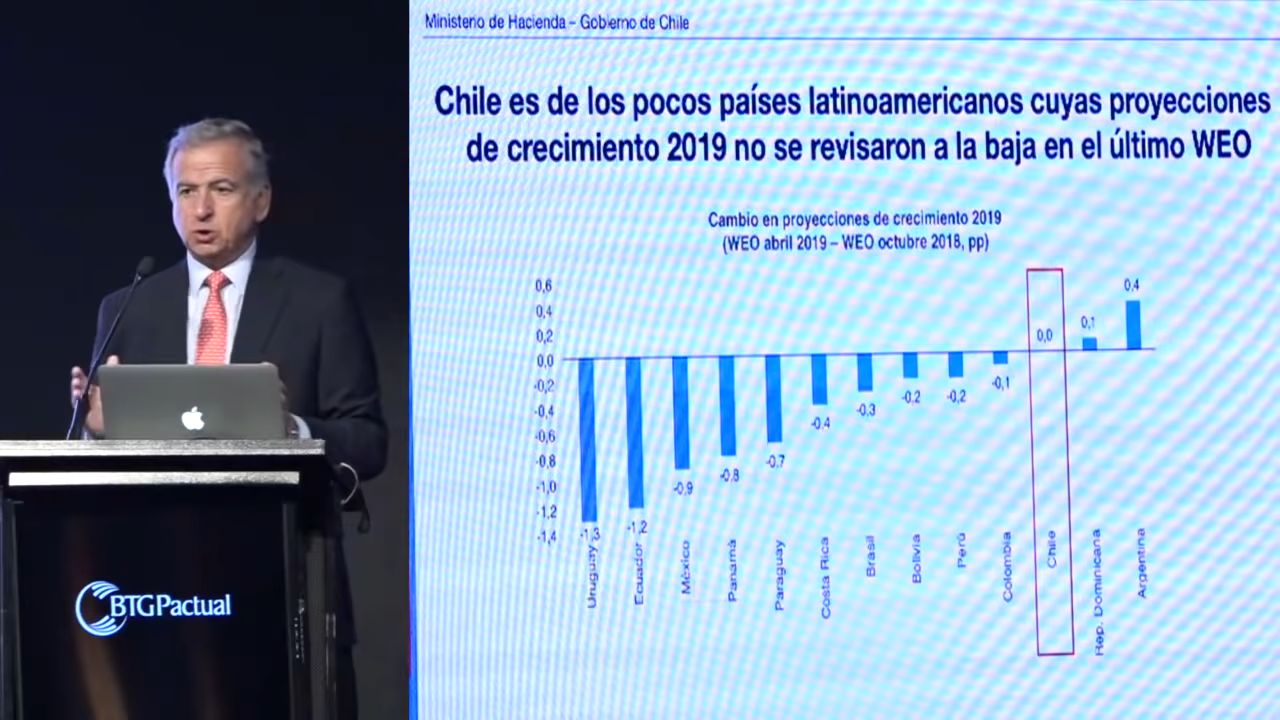 Ministerio de Hacienda – Gobierno de Chile
Chile es de los pocos países latinoamericanos cuyas proyecciones
de crecimiento 2019 no se revisaron a la baja en el último WEO
Cambio en proyecciones de crecimiento 2019
(WEO abril 2019 – WEO octubre 2018, pp)
0,6
0,4
0,2
0,0
-0,2
-0,4
-0,6
-0,8
-1,0
-1,2
-1,4
-1,3
-1,2
-0,9
-0,8
-0,7
-0,4
-0,3
-0,2
-0,2
-0,1
0,0
0,1
0,4
Uruguay
Ecuador
México
Panamá
Paraguay
Costa Rica
Brasil
Bolivia
Perú
Colombia
Chile
Rep. Dominicana
Argentina
BTGPactual